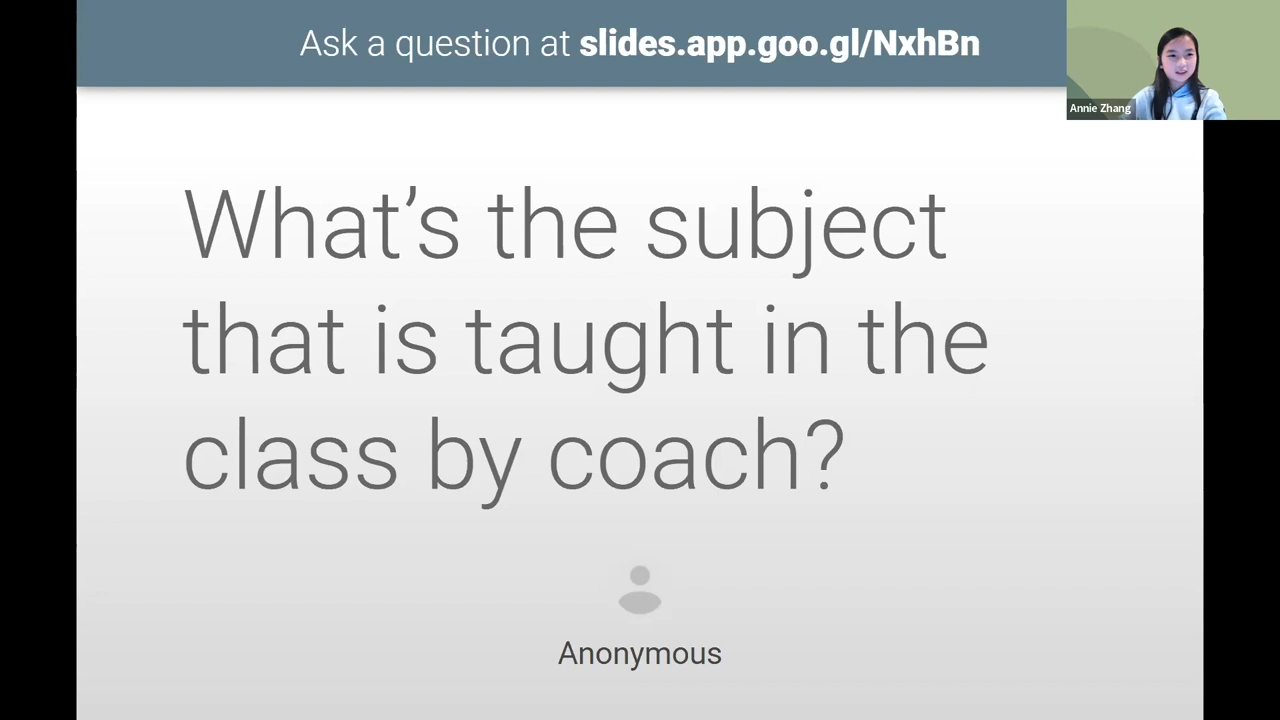 Ask a question at slides.app.goo.gl/NxhBn
Annie Zhang
What's the subject
that is taught in the
class by coach?
Anonymous